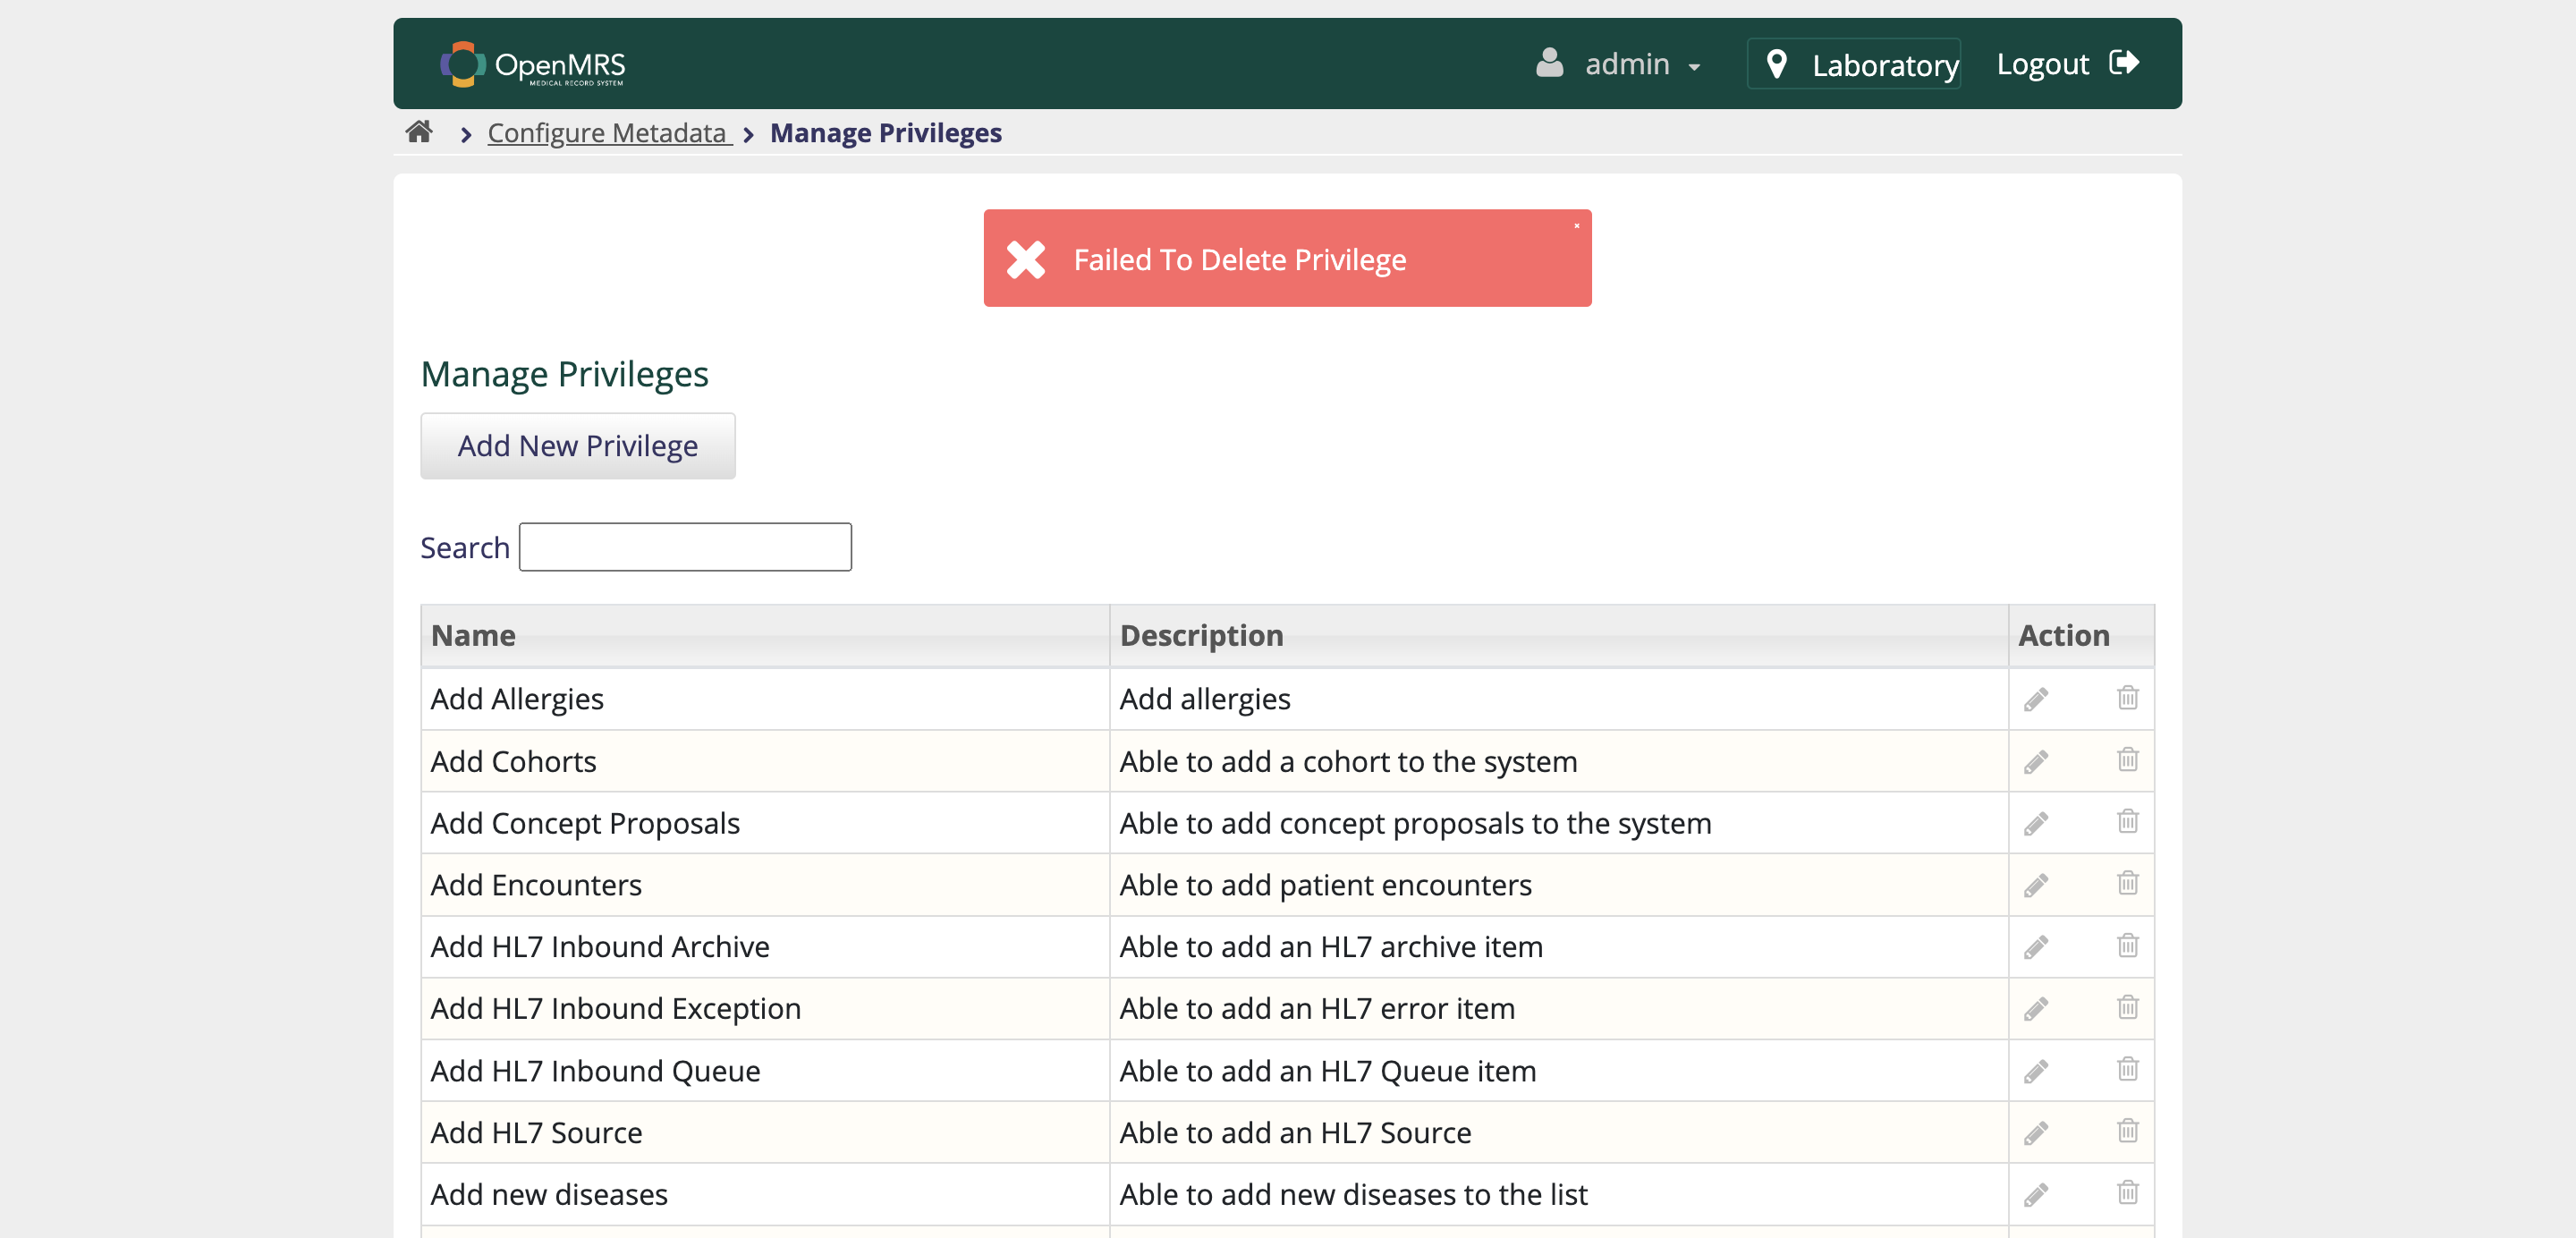 OpenMRS
MEDICAL RECORD SYSTEM
admin
Laboratory
Logout
Configure Metadata
Manage Privileges
Failed To Delete Privilege
Manage Privileges
Add New Privilege
Search
Name Description Action
Add Allergies Add allergies
Add Cohorts Able to add a cohort to the system
Add Concept Proposals Able to add concept proposals to the system
Add Encounters Able to add patient encounters
Add HL7 Inbound Archive Able to add an HL7 archive item
Add HL7 Inbound Exception Able to add an HL7 error item
Add HL7 Inbound Queue Able to add an HL7 Queue item
Add HL7 Source Able to add an HL7 Source
Add new diseases Able to add new diseases to the list